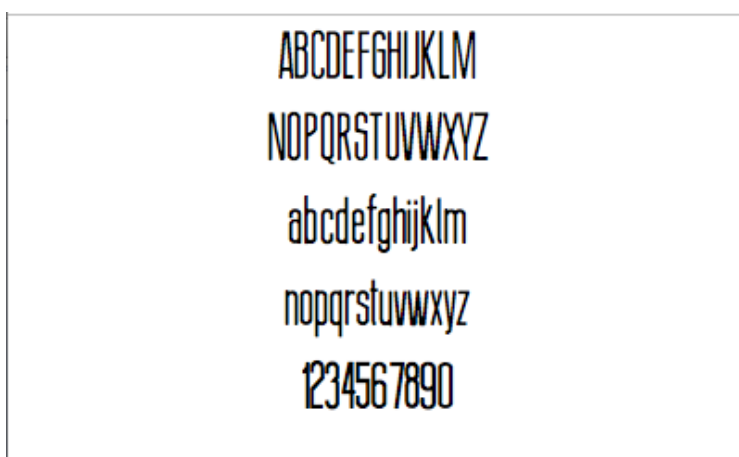 ABCDEFGHIJKLM
NOPQRSTUVWXYZ
abcdefghijklm
nopqrstuvwxyz
1234567890